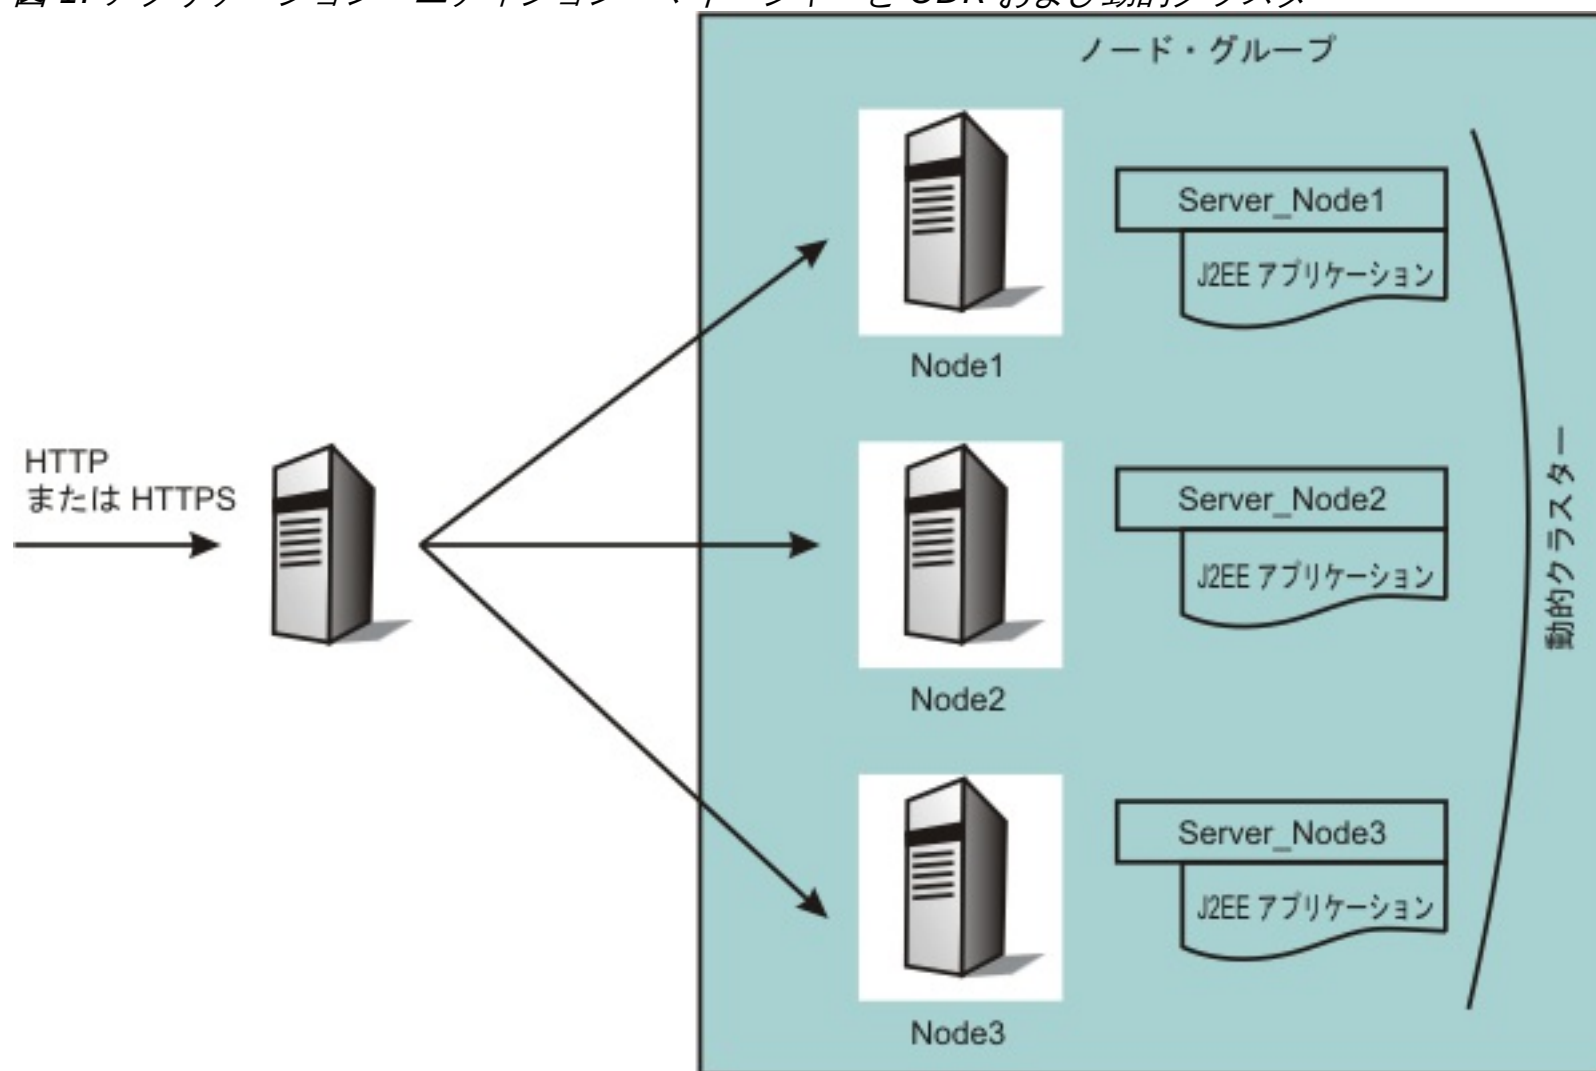 ノード・グループ
Server_Node1
J2EE アプリケーション
Node1
HTTP
または HTTPS
Server_Node2
J2EE アプリケーション
Node2
動的クラスター
Server_Node3
J2EE アプリケーション
Node3